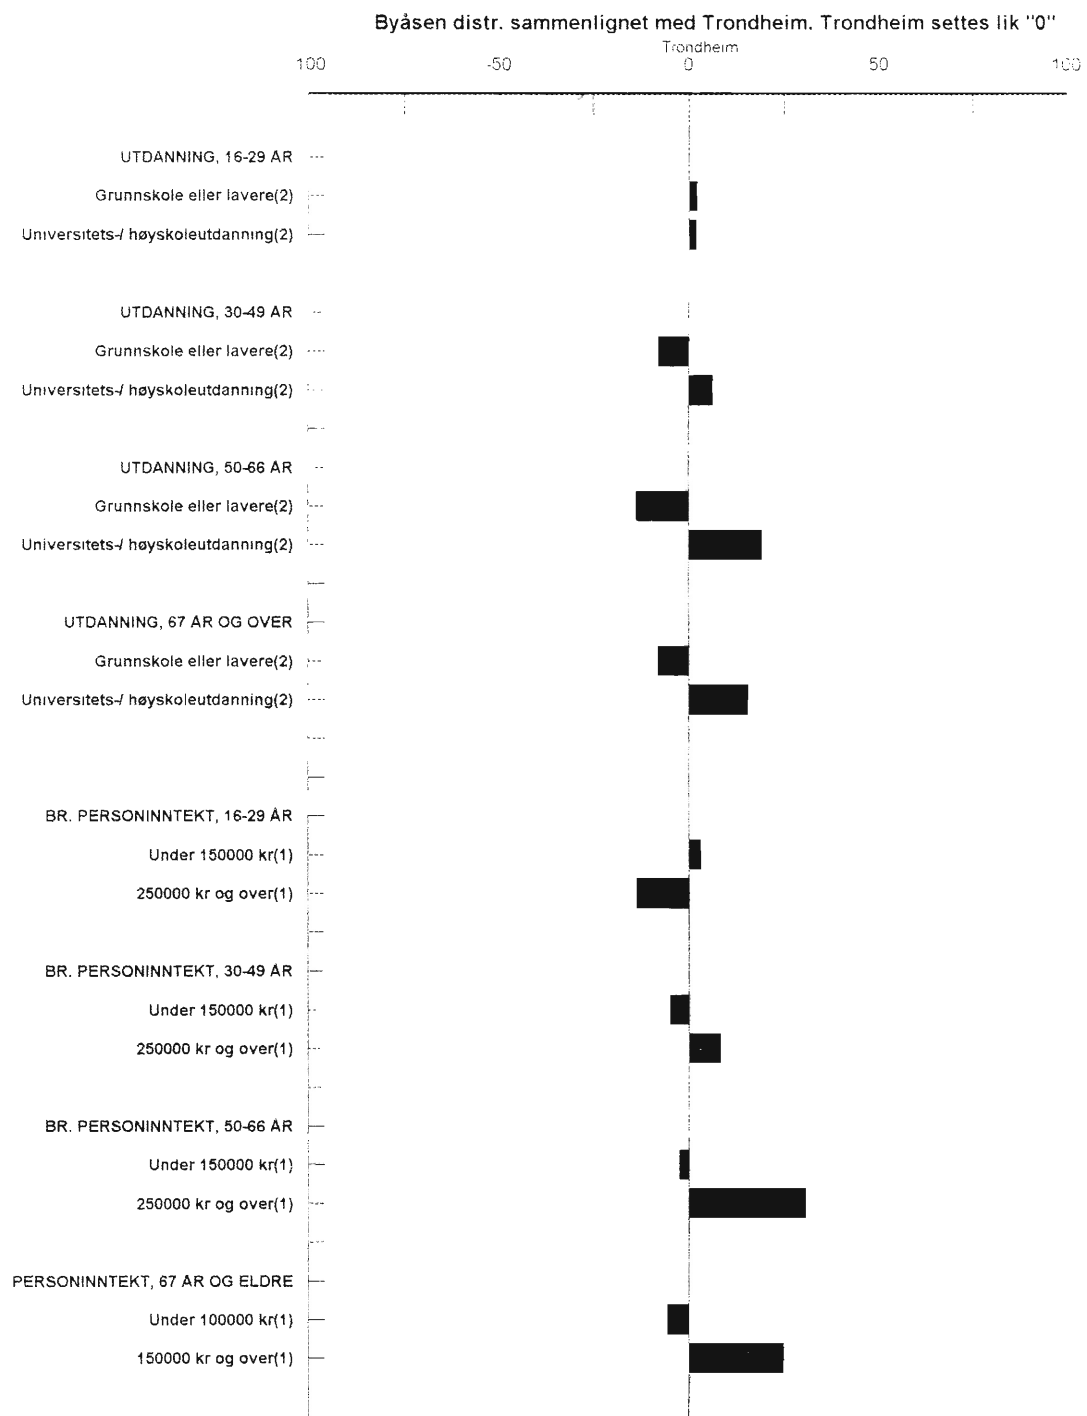 Byåsen distr. sammenlignet med Trondheim. Trondheim settes lik "0"
Trondheim
100 -50 0 50 100
UTDANNING, 16-29 ÅR
Grunnskole eller lavere(2)
Universitets-/ høyskoleutdanning(2)
UTDANNING, 30-49 ÅR
Grunnskole eller lavere(2)
Universitets-/ høyskoleutdanning(2)
UTDANNING, 50-66 ÅR
Grunnskole eller lavere(2)
Universitets-/ høyskoleutdanning(2)
UTDANNING, 67 ÅR OG OVER
Grunnskole eller lavere(2)
Universitets-/ høyskoleutdanning(2)
BR. PERSONINNTEKT, 16-29 ÅR
Under 150000 kr(1)
250000 kr og over(1)
BR. PERSONINNTEKT, 30-49 ÅR
Under 150000 kr(1)
250000 kr og over(1)
BR. PERSONINNTEKT, 50-66 ÅR
Under 150000 kr(1)
250000 kr og over(1)
PERSONINNTEKT, 67 ÅR OG ELDRE
Under 100000 kr(1)
150000 kr og over(1)